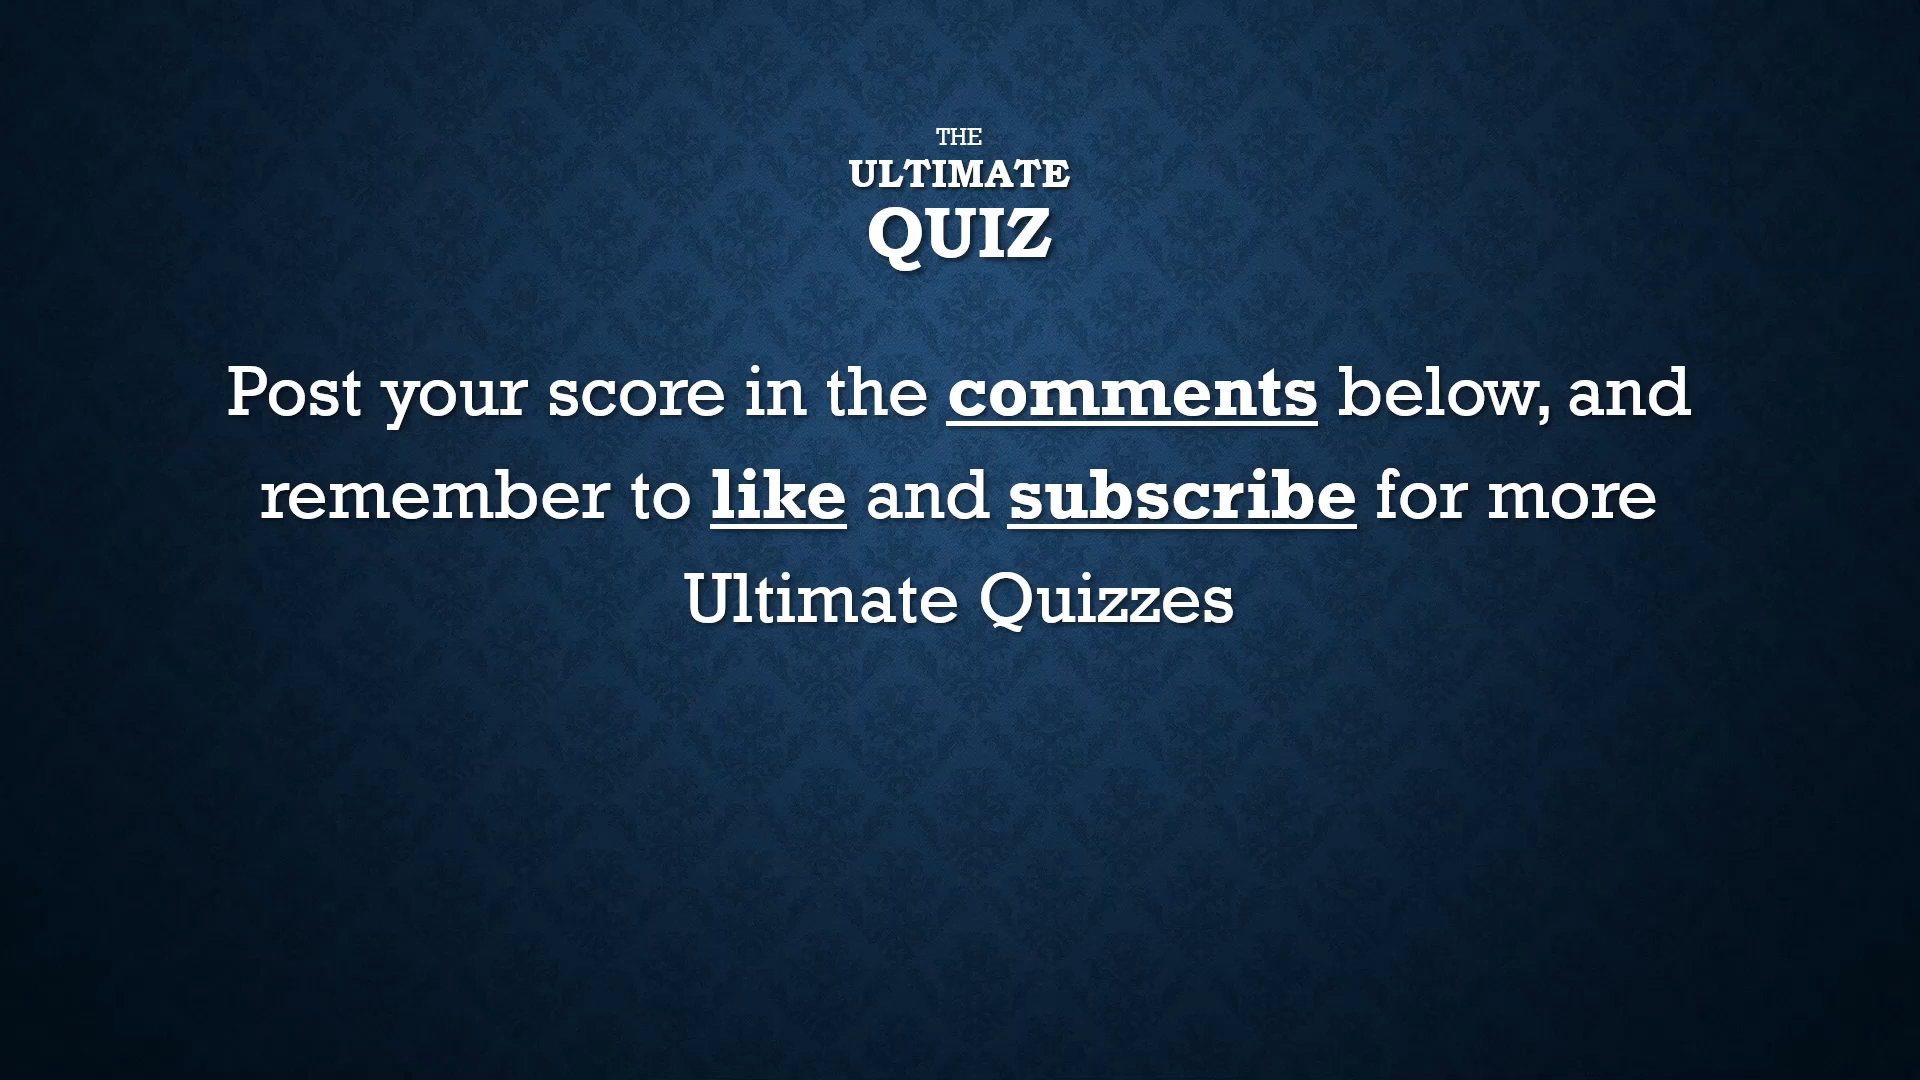 THE
ULTIMATE
QUIZ
Post your score in the comments below, and
remember to like and subscribe for more
Ultimate Quizzes